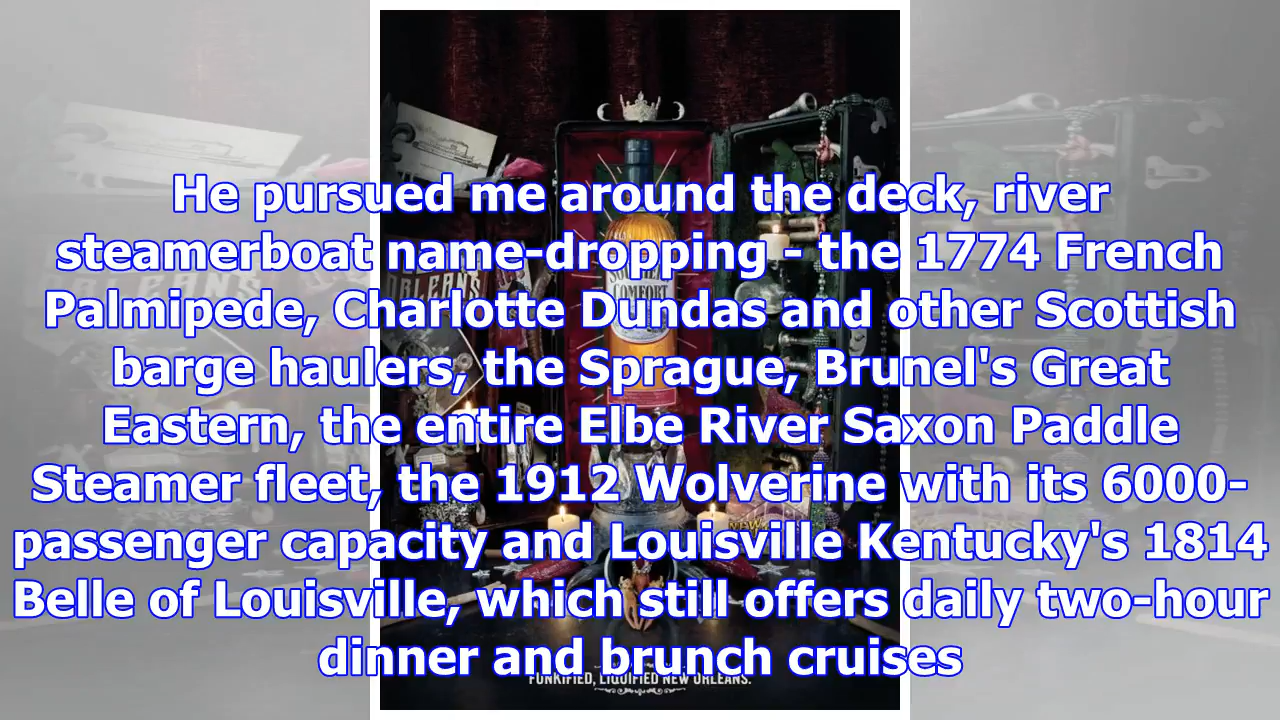 He pursued me around the deck, river
steamerboat name-dropping - the 1774 French
Palmipede, Charlotte Dundas and other Scottish
barge haulers, the Sprague, Brunel's Great
Eastern, the entire Elbe River Saxon Paddle
Steamer fleet, the 1912 Wolverine with its 6000-
passenger capacity and Louisville Kentucky's 1814
Belle of Louisville, which still offers daily two-hour
dinner and brunch cruises
COMFORT
FUNKIFIED, LIQUIFIED NEW ORLEANS.